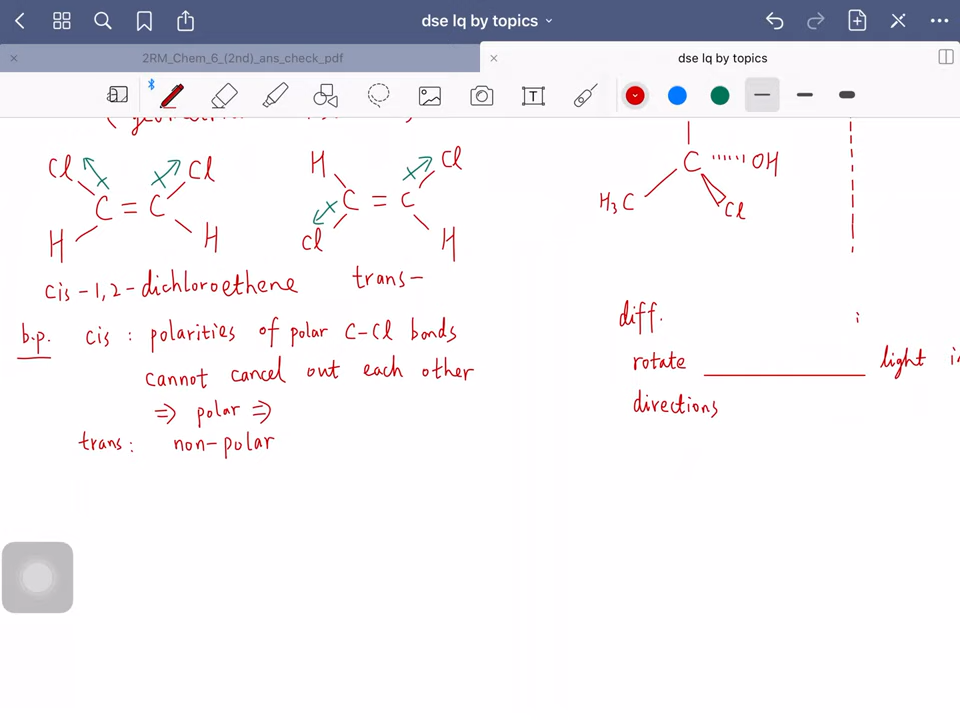 dse lq by topics
2RM_Chem_6_(2nd)_ans_check_pdf
dse lq by topics
T
Cl Cl
C = C
H H
H Cl
C = C
Cl H
cis-1,2-dichloroethene trans-
b.p. cis : polarities of polar C-Cl bonds
cannot cancel out each other
⇒ polar ⇒
trans: non-polar
C OH
H₃C Cl
diff.
rotate ________ light
directions